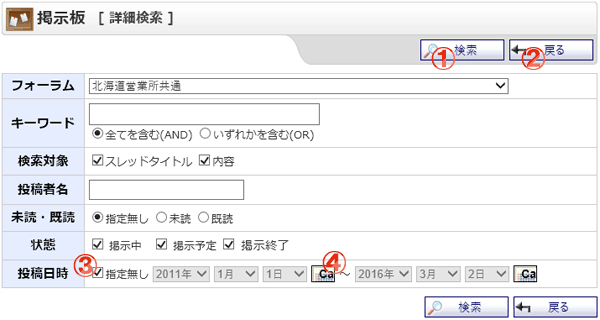 掲示板 [ 詳細検索 ]
① 検索 ② 戻る
フォーラム 北海道営業所共通
キーワード
全てを含む(AND) いずれかを含む(OR)
検索対象 スレッドタイトル 内容
投稿者名
未読・既読 指定無し 未読 既読
状態 掲示中 掲示予定 掲示終了
投稿日時 ③ 指定無し 2011年 1月 1日 ④ Ca ～ 2016年 3月 2日 Ca
検索 戻る